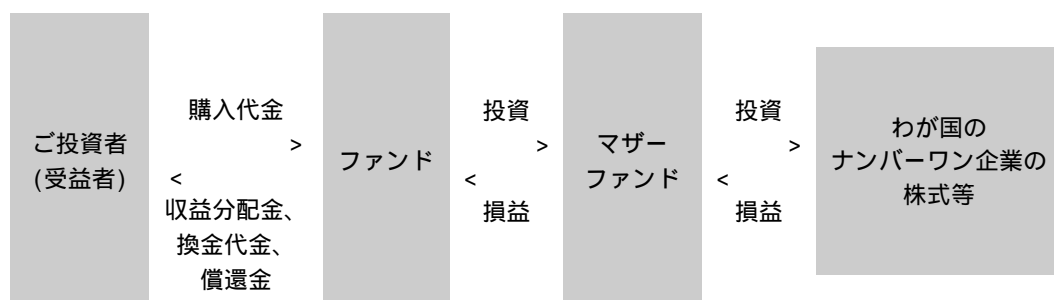 ご投資者
(受益者)
購入代金
>
<
収益分配金、
換金代金、
償還金
ファンド
投資
>
<
損益
マザー
ファンド
投資
>
<
損益
わが国の
ナンバーワン企業の
株式等